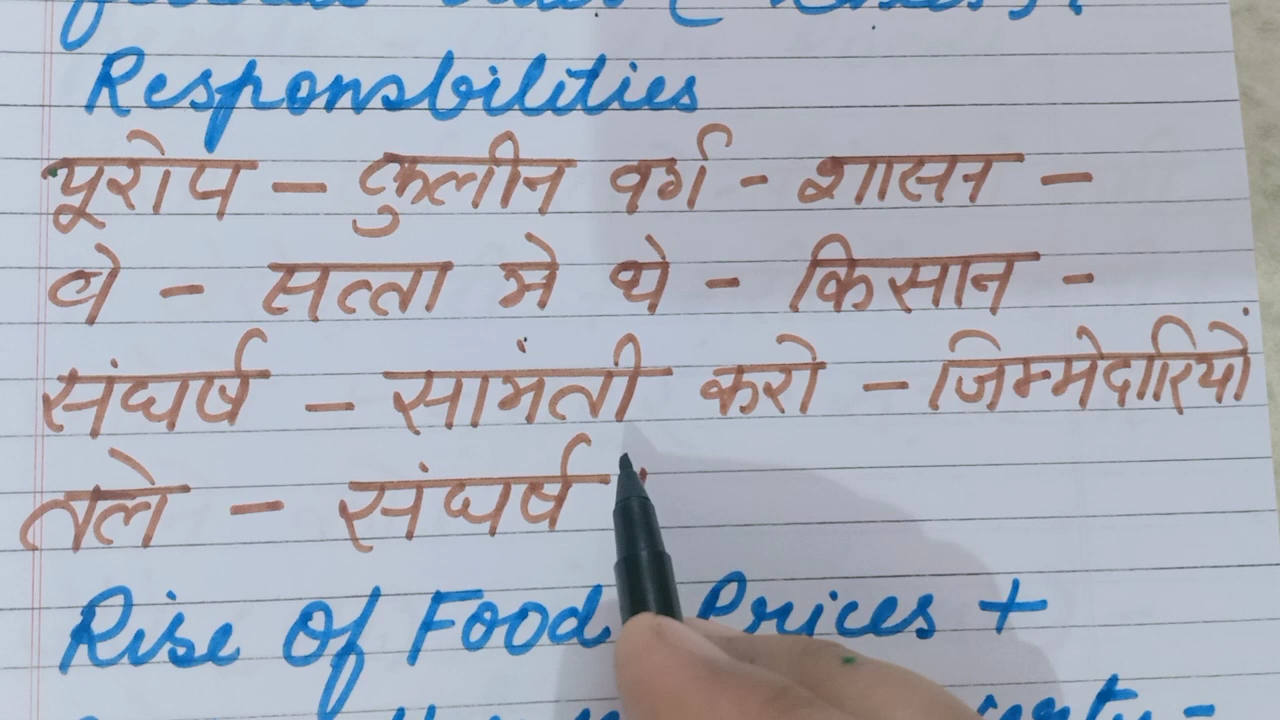 Responsbilities
यूरोप - कुलीन वर्ग - शासन -
वे - सत्ता मे थे - किसान -
संघर्ष - सामंती करो - जिम्मेदारियों
तले - संघर्ष
Rise Of Food Prices +